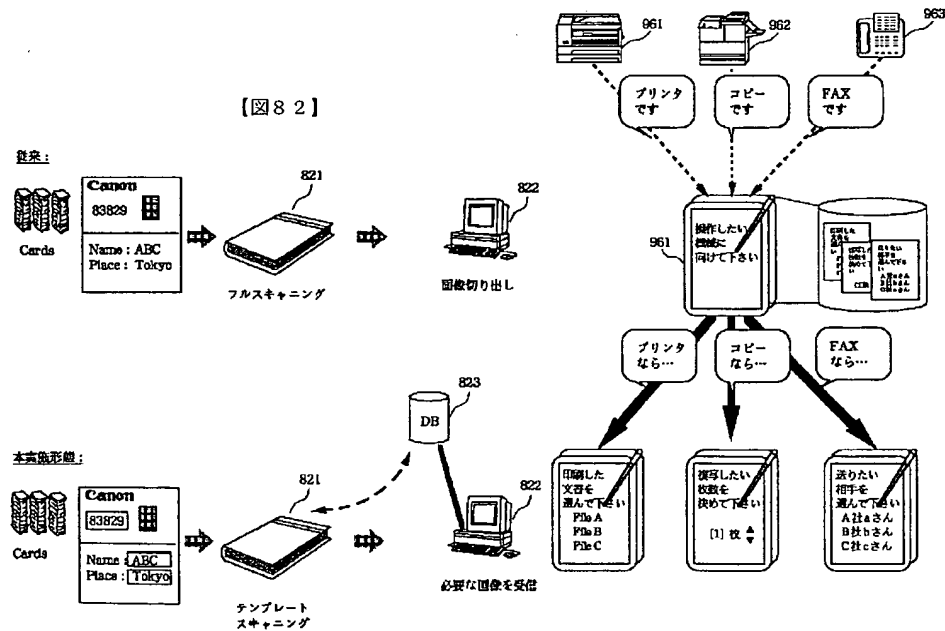 【図82】
従来：
Cards
Canon
83829
Name : ABC
Place : Tokyo
821
フルスキャニング
822
画像切り出し
本実施形態：
Cards
Canon
83829
Name : ABC
Place : Tokyo
821
テンプレート
スキャニング
823
DB
822
必要な画像を受信
961
962
963
プリンタ
です
コピー
です
FAX
です
961
操作したい
機械に
向けて下さい
プリンタ
なら…
コピー
なら…
FAX
なら…
印刷した
文書を
選んで下さい
File A
File B
File C
複写したい
枚数を
決めて下さい
[1] 枚
送りたい
相手を
選んで下さい
A社aさん
B社bさん
C社cさん